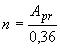 n = A_pr / 0,36